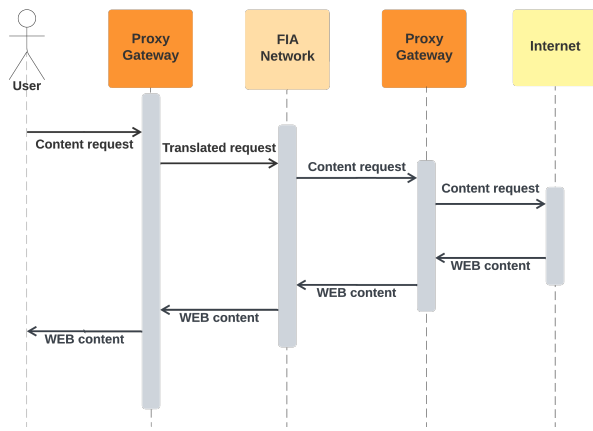 Proxy
Gateway
FIA
Network
Proxy
Gateway
Internet
User
Content request
Translated request
Content request
Content request
WEB content
WEB content
WEB content
WEB content